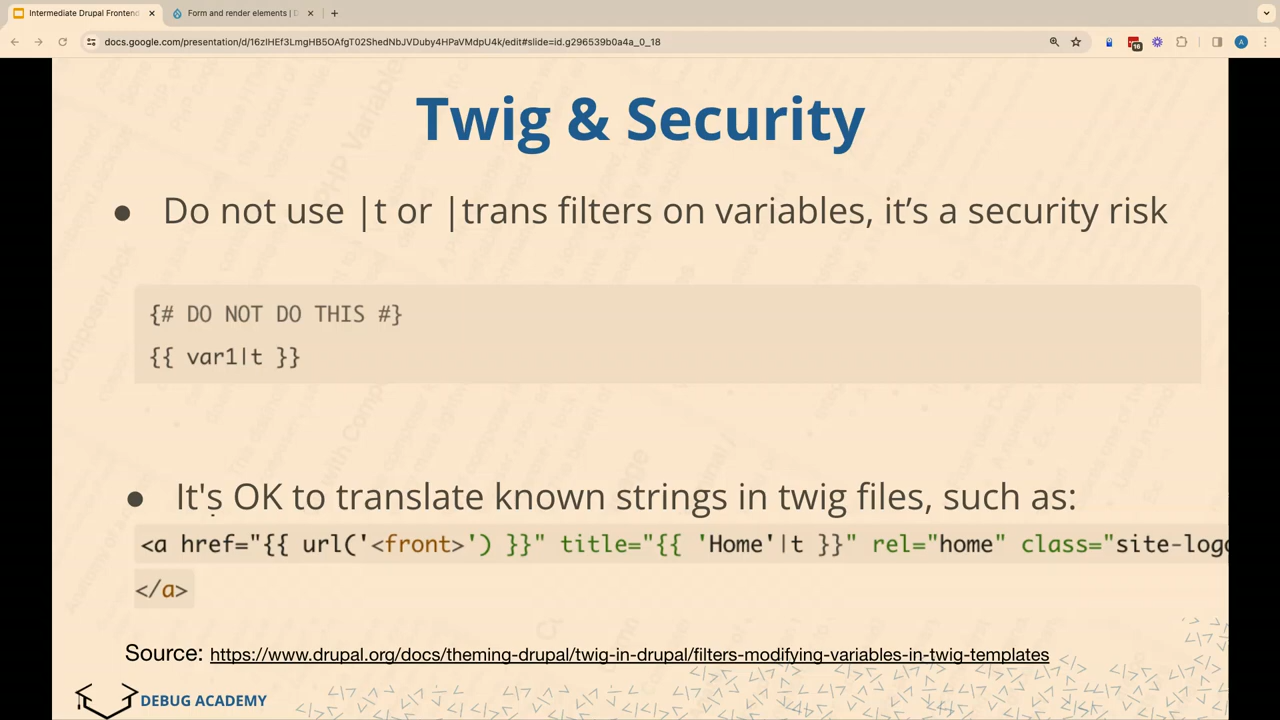 Intermediate Drupal Frontend
Form and render elements | D
docs.google.com/presentation/d/16zIHEf3LmgHB5OAfgT02ShedNbJVDuby4HPaVMdpU4k/edit#slide=id.g296539b0a4a_0_18
16
A
Twig & Security
● Do not use |t or |trans filters on variables, it’s a security risk
{# DO NOT DO THIS #}
{{ var1|t }}
● It's OK to translate known strings in twig files, such as:
<a href="{{ url('<front>') }}" title="{{ 'Home'|t }}" rel="home" class="site-logo
</a>
Source: https://www.drupal.org/docs/theming-drupal/twig-in-drupal/filters-modifying-variables-in-twig-templates
DEBUG ACADEMY